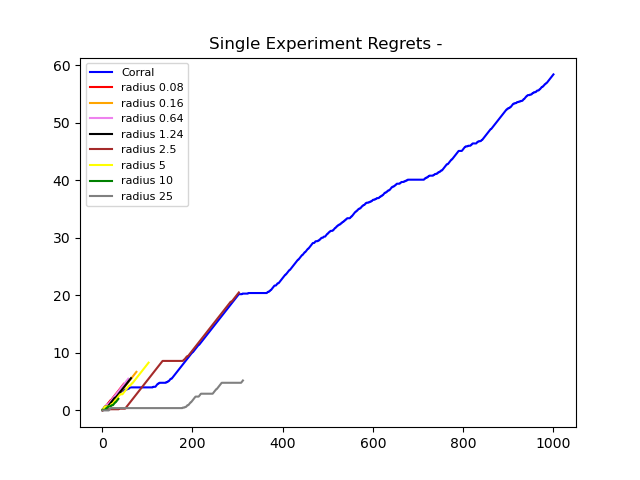 Single Experiment Regrets -
60
50
40
30
20
10
0
Corral
radius 0.08
radius 0.16
radius 0.64
radius 1.24
radius 2.5
radius 5
radius 10
radius 25
0 200 400 600 800 1000